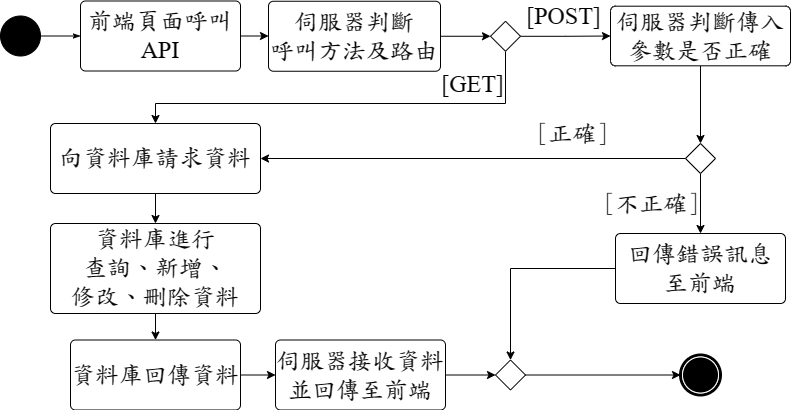 前端頁面呼叫
API
伺服器判斷
呼叫方法及路由
[POST]
伺服器判斷傳入
參數是否正確
[GET]
[正確]
向資料庫請求資料
[不正確]
資料庫進行
查詢、新增、
修改、刪除資料
回傳錯誤訊息
至前端
資料庫回傳資料
伺服器接收資料
並回傳至前端